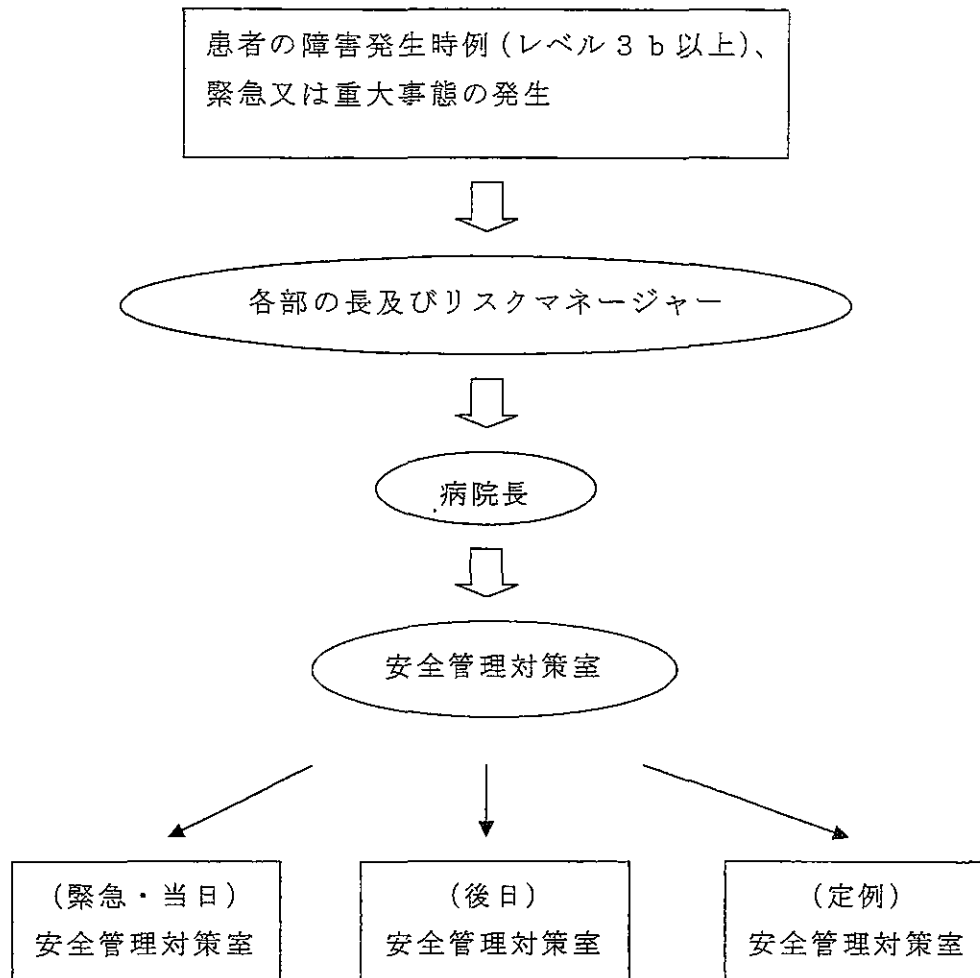 患者の障害発生時例(レベル3b以上)、
緊急又は重大事態の発生
各部の長及びリスクマネージャー
病院長
安全管理対策室
(緊急・当日)
安全管理対策室
(後日)
安全管理対策室
(定例)
安全管理対策室